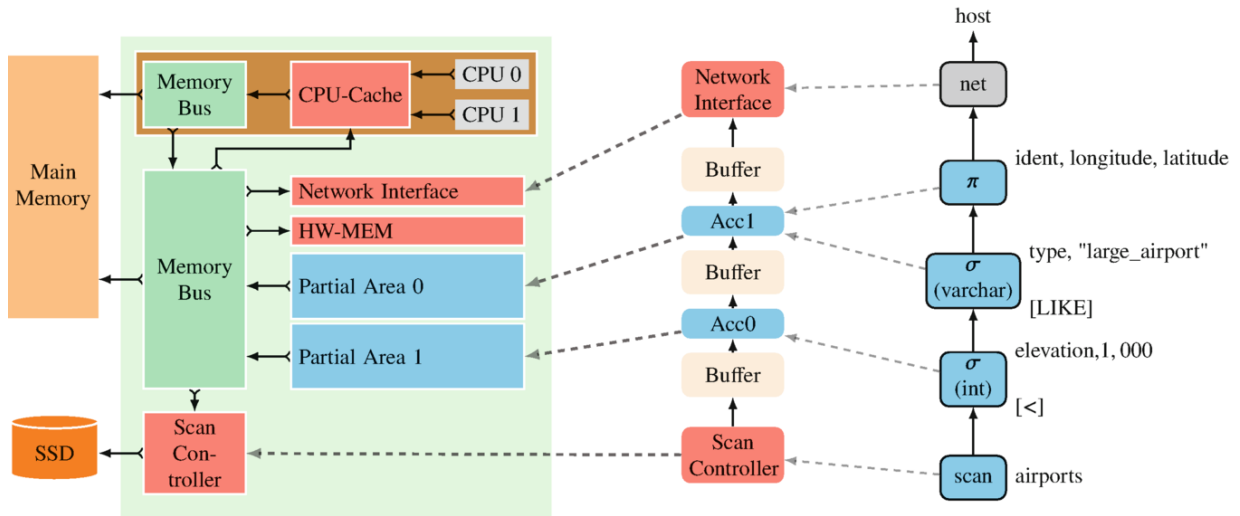 host
Memory
Bus
CPU-Cache
CPU 0
CPU 1
Network
Interface
net
Main
Memory
Buffer
ident, longitude, latitude
π
Network Interface
HW-MEM
Acc1
Memory
Bus
Partial Area 0
Buffer
type, "large_airport"
σ
(varchar)
[LIKE]
Partial Area 1
Acc0
elevation,1, 000
σ
(int)
Buffer
[<]
SSD
Scan
Con-
troller
Scan
Controller
scan
airports